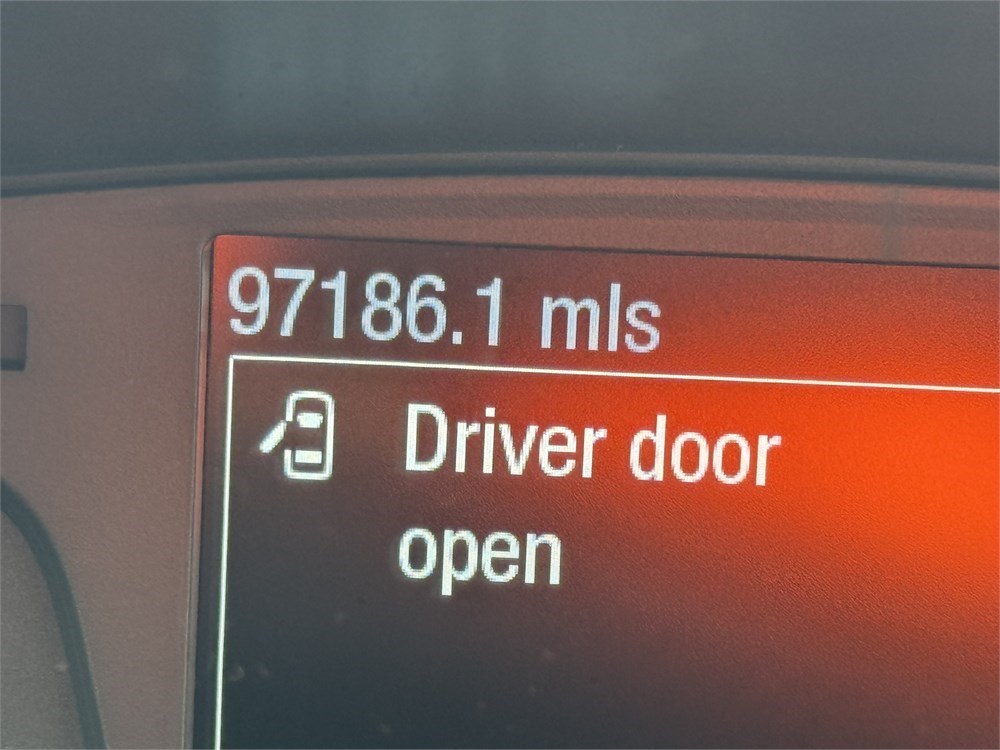 97186.1 mls
Driver door
open